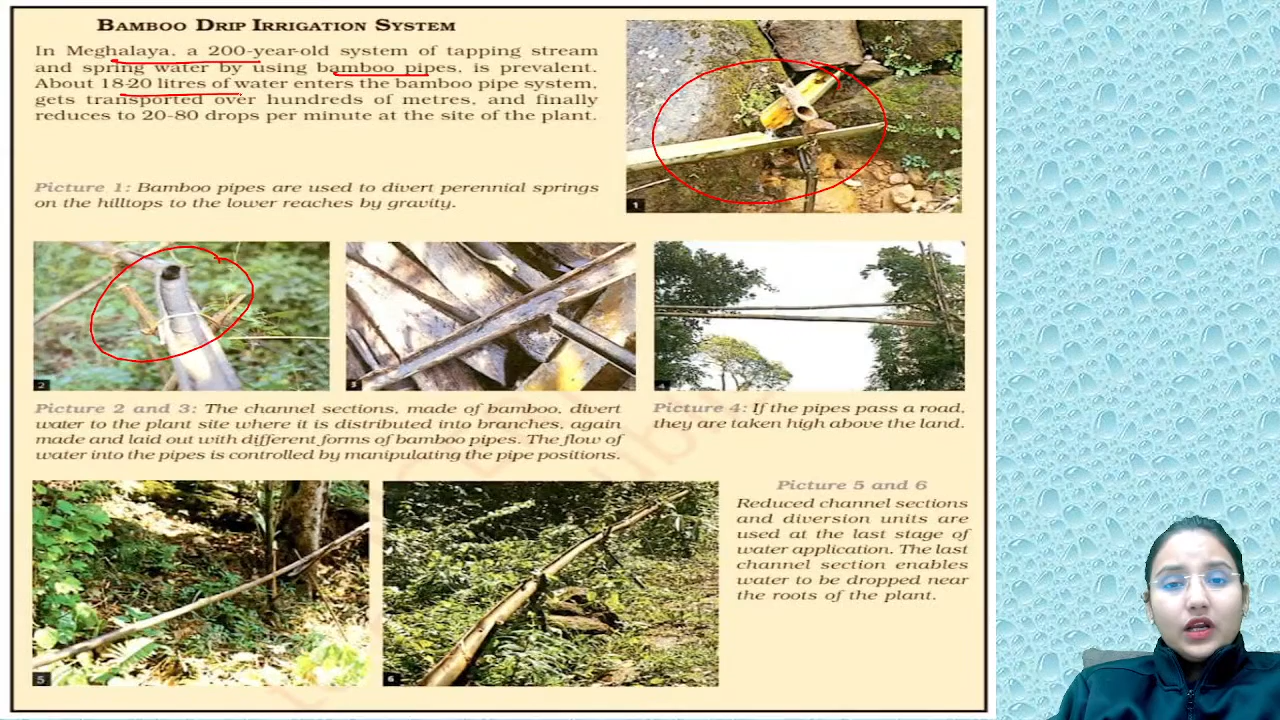 BAMBOO DRIP IRRIGATION SYSTEM
In Meghalaya, a 200-year-old system of tapping stream
and spring water by using bamboo pipes, is prevalent.
About 18-20 litres of water enters the bamboo pipe system,
gets transported over hundreds of metres, and finally
reduces to 20-80 drops per minute at the site of the plant.
Picture 1: Bamboo pipes are used to divert perennial springs
on the hilltops to the lower reaches by gravity.
1
2
3
4
Picture 2 and 3: The channel sections, made of bamboo, divert
water to the plant site where it is distributed into branches, again
made and laid out with different forms of bamboo pipes. The flow of
water into the pipes is controlled by manipulating the pipe positions.
Picture 4: If the pipes pass a road,
they are taken high above the land.
5
6
Picture 5 and 6
Reduced channel sections
and diversion units are
used at the last stage of
water application. The last
channel section enables
water to be dropped near
the roots of the plant.